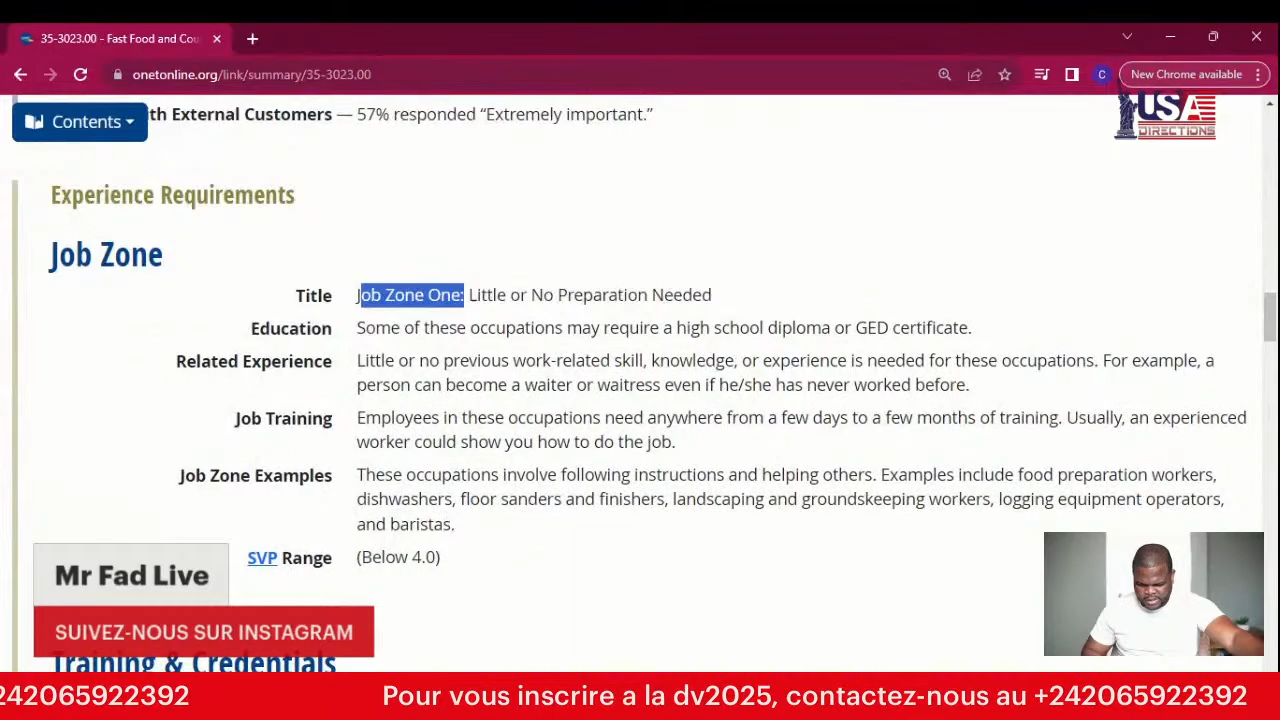 35-3023.00 - Fast Food and Cou
onetonline.org/link/summary/35-3023.00
C
New Chrome available
Contents
th External Customers — 57% responded “Extremely important.”
USA
DIRECTIONS
Experience Requirements
Job Zone
Title Job Zone One: Little or No Preparation Needed
Education Some of these occupations may require a high school diploma or GED certificate.
Related Experience Little or no previous work-related skill, knowledge, or experience is needed for these occupations. For example, a
person can become a waiter or waitress even if he/she has never worked before.
Job Training Employees in these occupations need anywhere from a few days to a few months of training. Usually, an experienced
worker could show you how to do the job.
Job Zone Examples These occupations involve following instructions and helping others. Examples include food preparation workers,
dishwashers, floor sanders and finishers, landscaping and groundskeeping workers, logging equipment operators,
and baristas.
SVP Range (Below 4.0)
Mr Fad Live
SUIVEZ-NOUS SUR INSTAGRAM
Training & Credentials
242065922392 Pour vous inscrire a la dv2025, contactez-nous au +242065922392